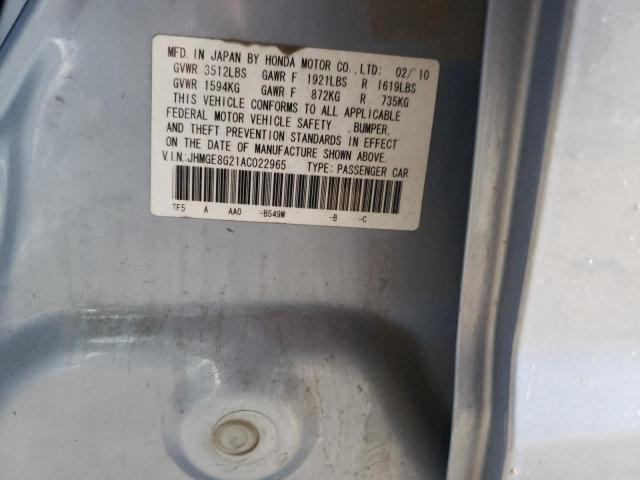 MFD. IN JAPAN BY HONDA MOTOR CO., LTD: 02/'10
GVWR 3512LBS GAWR F 1921LBS R 1619LBS
GVWR 1594KG GAWR F 872KG R 735KG
THIS VEHICLE CONFORMS TO ALL APPLICABLE
FEDERAL MOTOR VEHICLE SAFETY ,BUMPER,
AND THEFT PREVENTION STANDARDS IN EFFECT
ON THE DATE OF MANUFACTURE SHOWN ABOVE.
V.I.N.:JHMGE8G21AC022965 TYPE: PASSENGER CAR
TF5 A AA0 -B549M -B -C